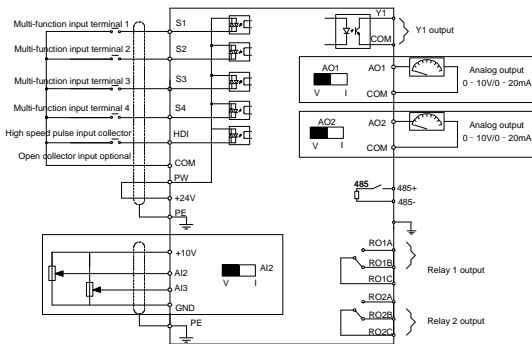 Multi-function input terminal 1
S1
Multi-function input terminal 2
S2
Multi-function input terminal 3
S3
Multi-function input terminal 4
S4
High speed pulse input collector
HDI
Open collector input optional
COM
PW
+24V
PE
+10V
AI2
AI3
GND
PE
AI2
V I
Y1
COM
Y1 output
AO1
V I
AO1
COM
Analog output
0﹣10V/0﹣20mA
AO2
V I
AO2
COM
Analog output
0﹣10V/0﹣20mA
485
485+
485-
RO1A
RO1B
RO1C
Relay 1 output
RO2A
RO2B
RO2C
Relay 2 output